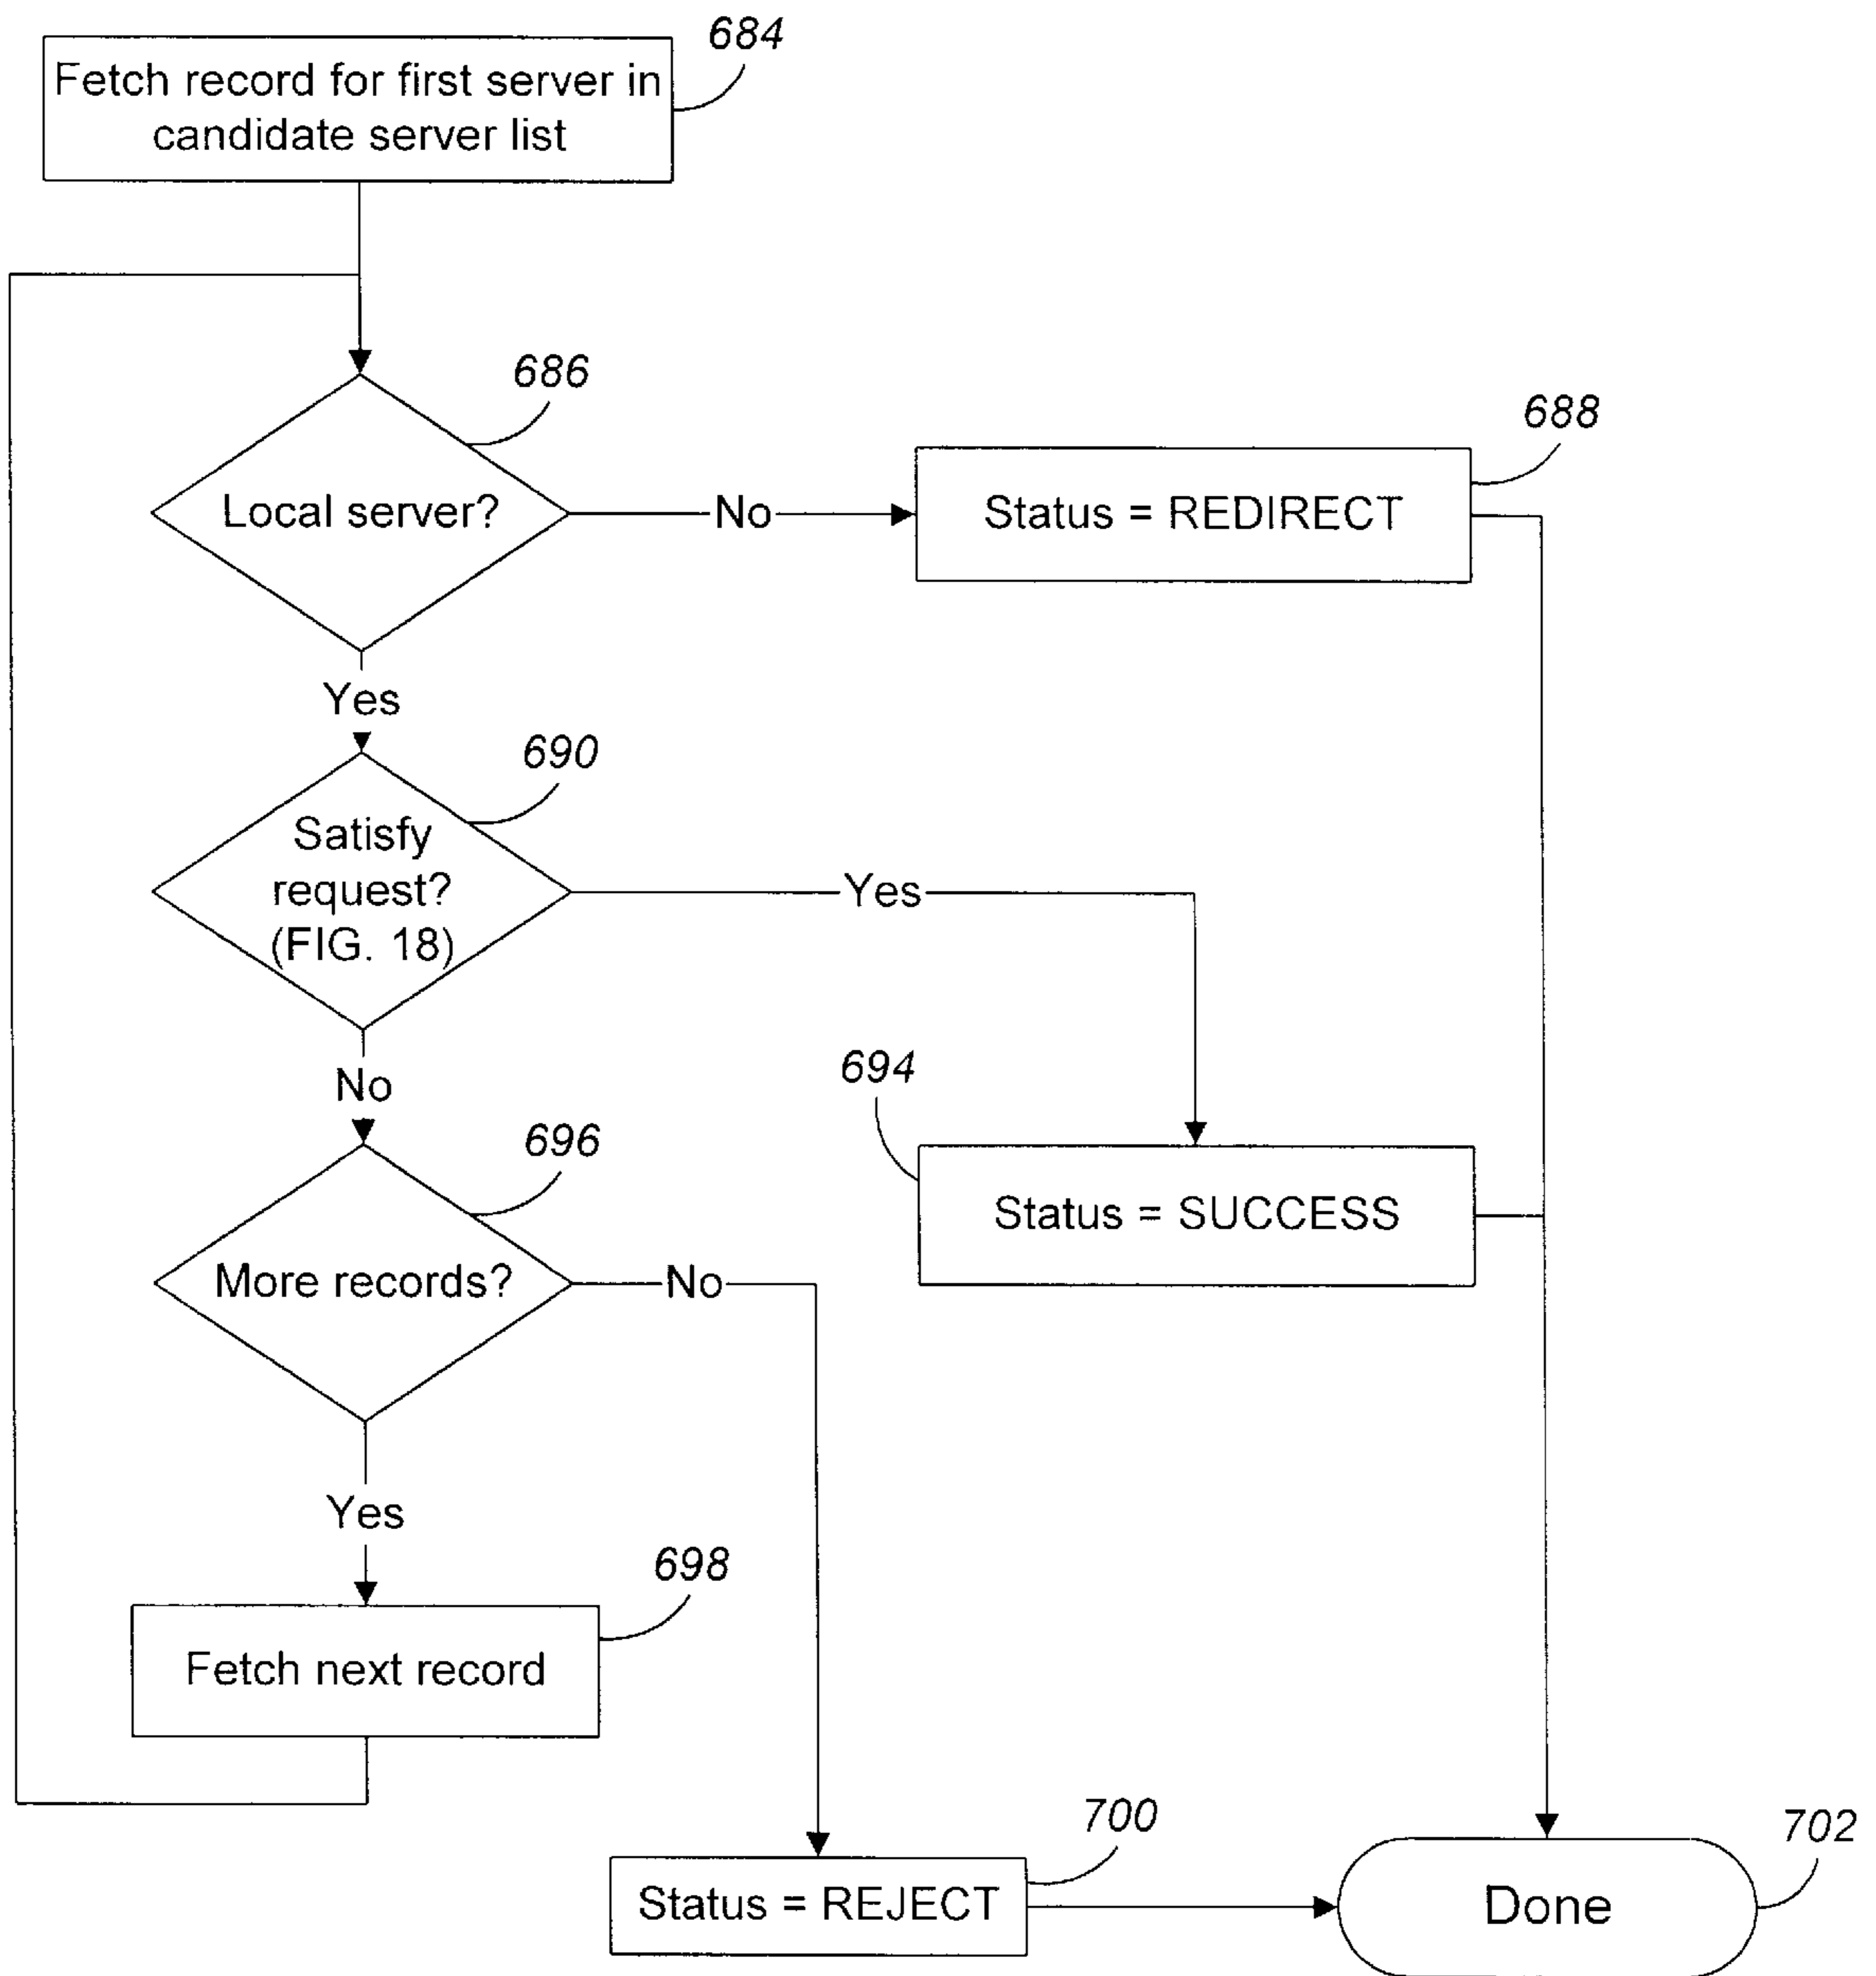 684
Fetch record for first server in
candidate server list
686
688
Local server?
No
Status = REDIRECT
Yes
690
Satisfy
request?
(FIG. 18)
Yes
No
694
696
Status = SUCCESS
More records?
No
Yes
698
Fetch next record
700
702
Status = REJECT
Done